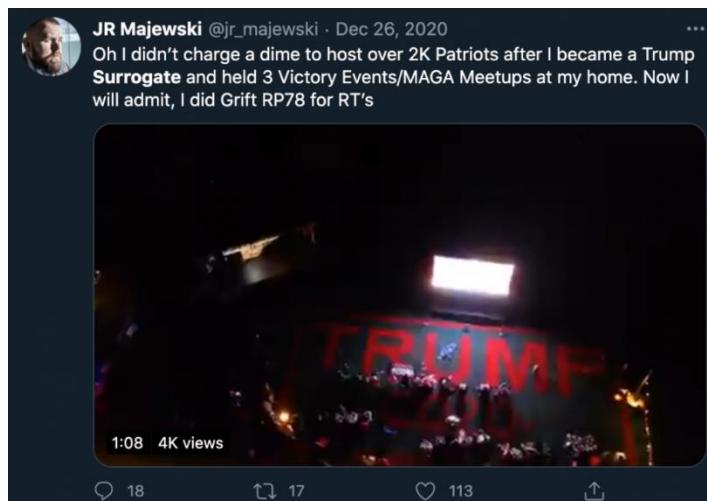 JR Majewski @jr_majewski · Dec 26, 2020
Oh I didn't charge a dime to host over 2K Patriots after I became a Trump
Surrogate and held 3 Victory Events/MAGA Meetups at my home. Now I
will admit, I did Grift RP78 for RT's
TRUMP
1:08 4K views
18 17 113